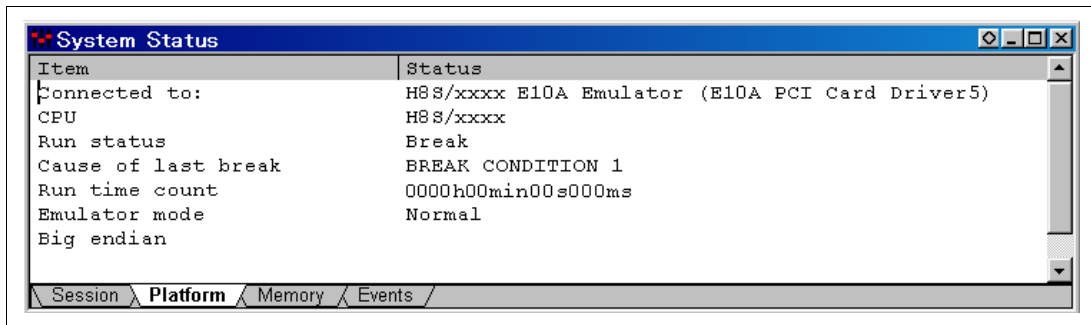 System Status
Item Status
Connected to: H8S/xxxx E10A Emulator (E10A PCI Card Driver5)
CPU H8S/xxxx
Run status Break
Cause of last break BREAK CONDITION 1
Run time count 0000h00min00s000ms
Emulator mode Normal
Big endian
Session Platform Memory Events